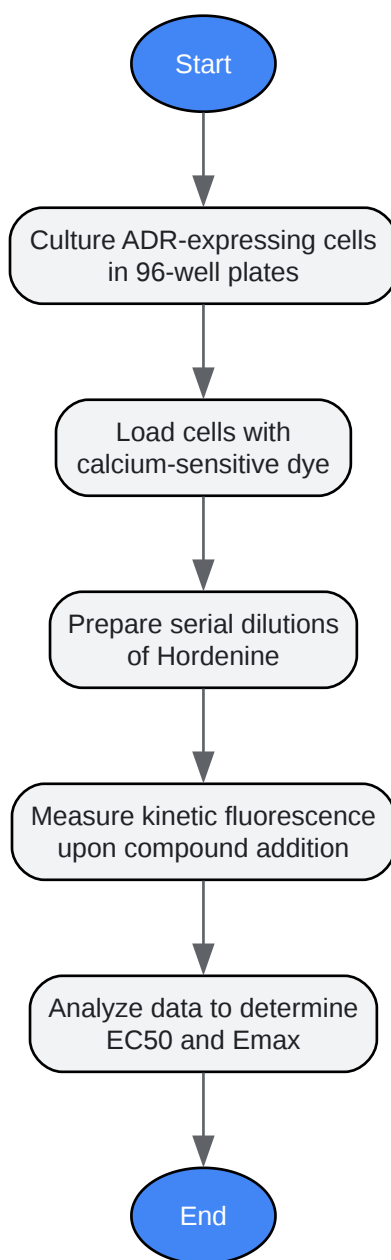 Start
Culture ADR-expressing cells
in 96-well plates
Load cells with
calcium-sensitive dye
Prepare serial dilutions
of Hordenine
Measure kinetic fluorescence
upon compound addition
Analyze data to determine
EC50 and Emax
End